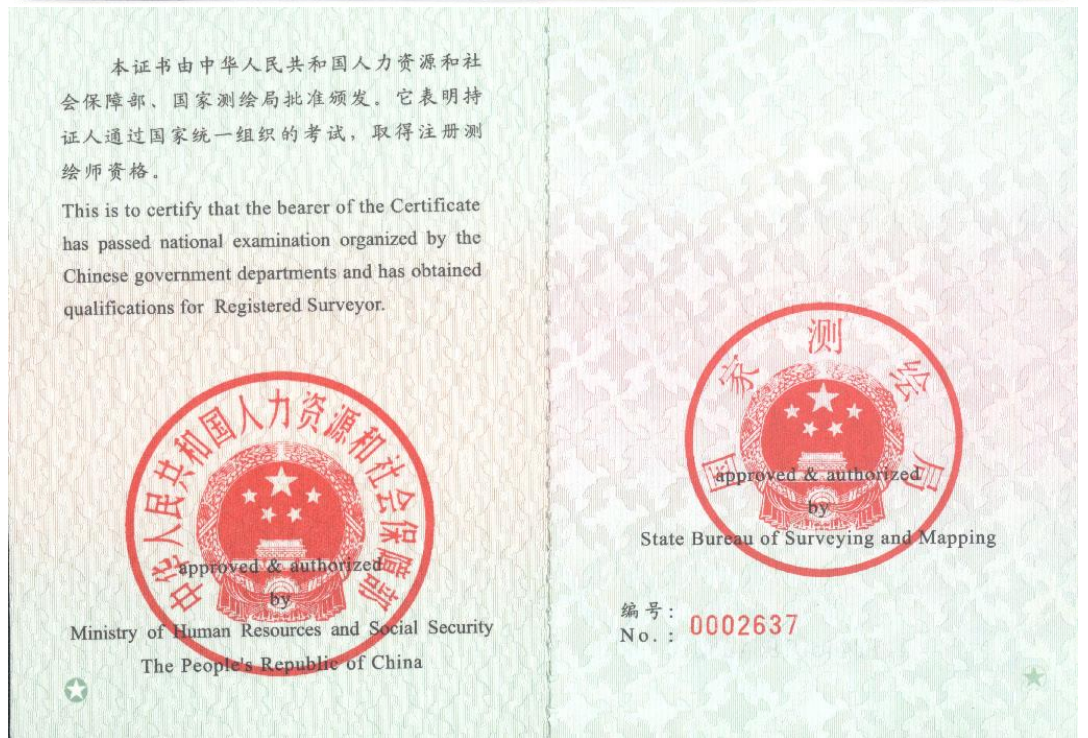 本证书由中华人民共和国人力资源和社
会保障部、国家测绘局批准颁发。它表明持
证人通过国家统一组织的考试，取得注册测
绘师资格。
This is to certify that the bearer of the Certificate
has passed national examination organized by the
Chinese government departments and has obtained
qualifications for Registered Surveyor.
中华人民共和国人力资源和社会保障部
approved & authorized
by
Ministry of Human Resources and Social Security
The People's Republic of China
国家测绘局
approved & authorized
by
State Bureau of Surveying and Mapping
编号：
No.: 0002637